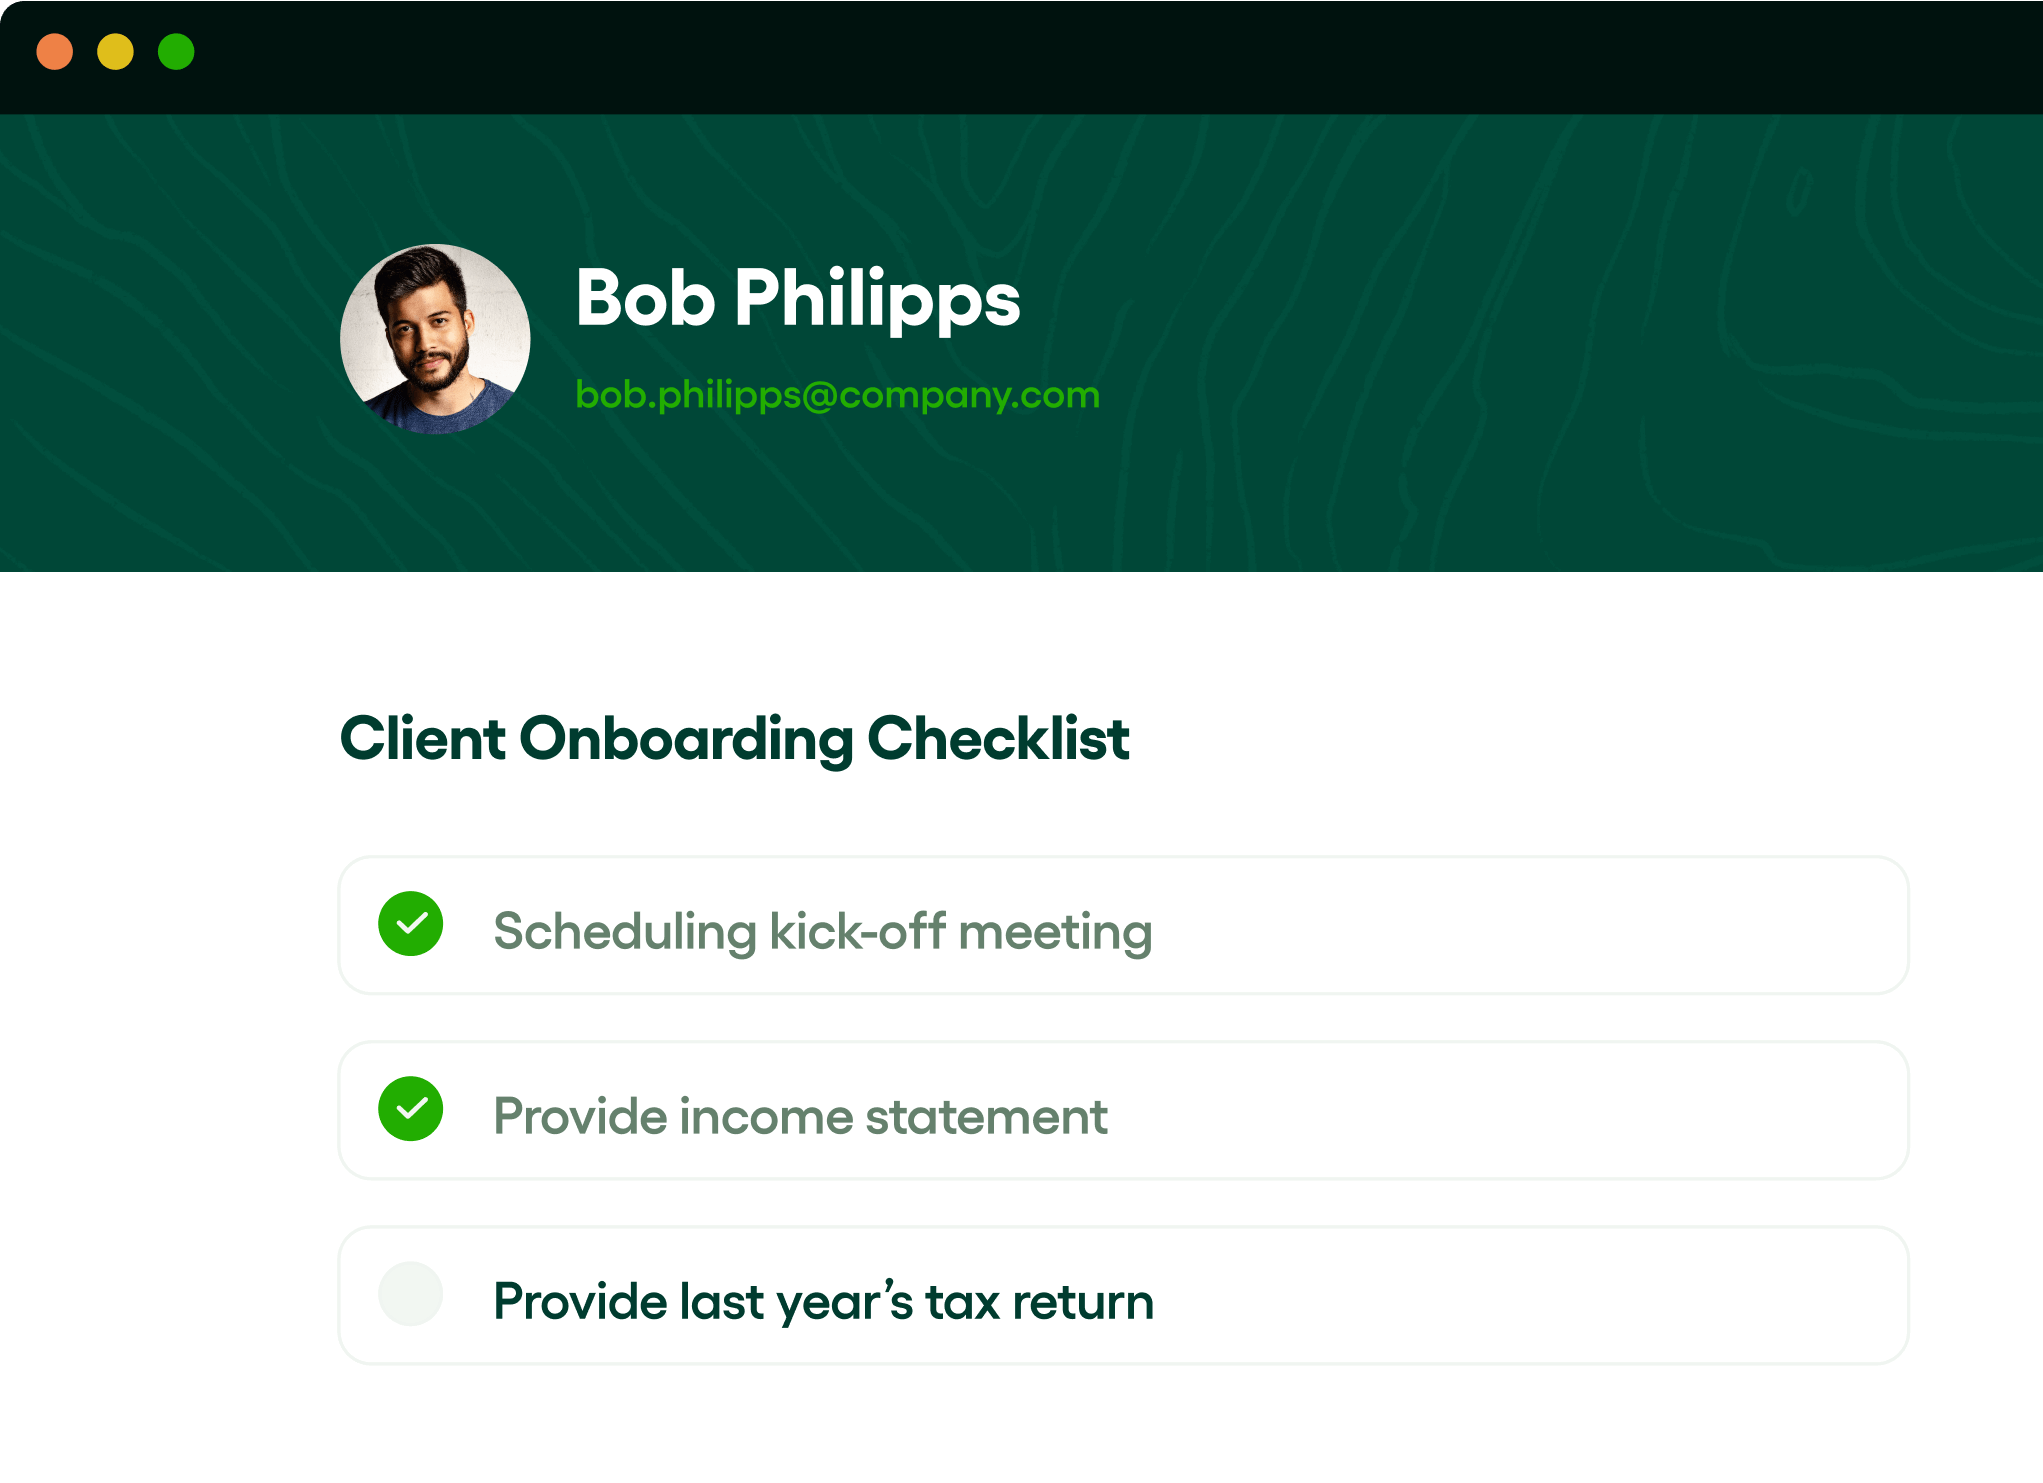 Bob Philipps
bob.philipps@company.com
Client Onboarding Checklist
Scheduling kick-off meeting
Provide income statement
Provide last year’s tax return